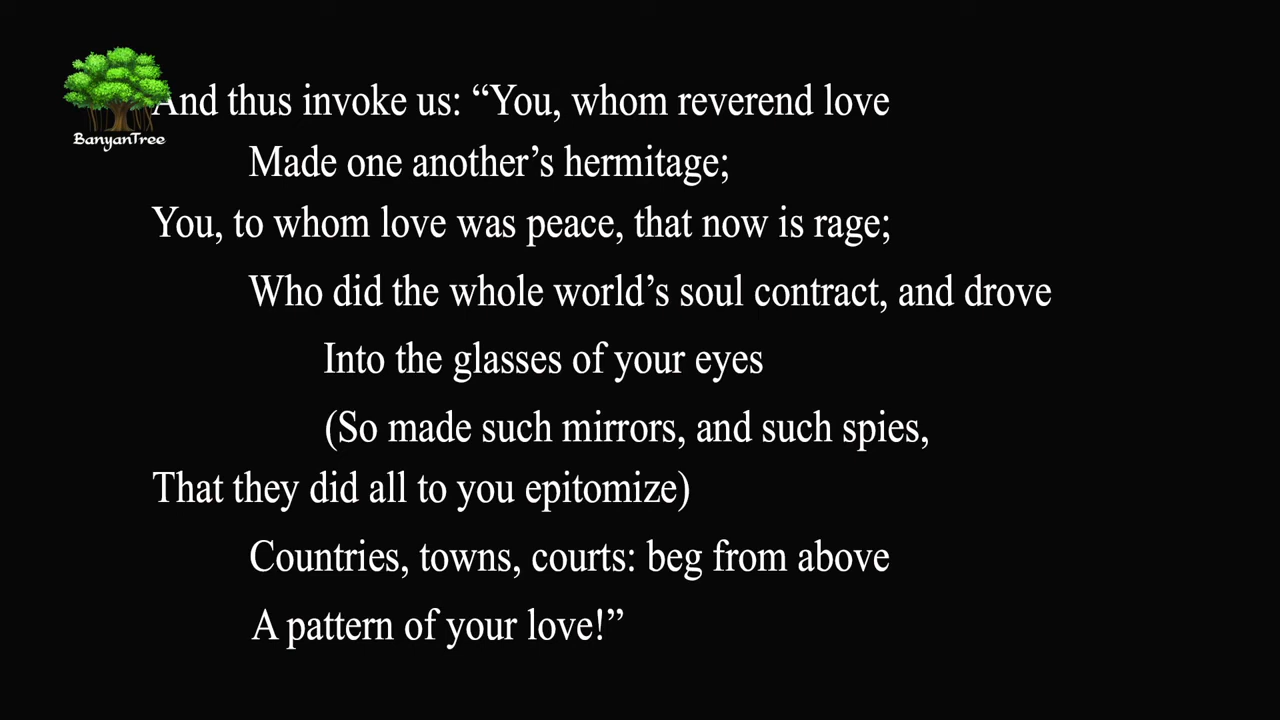 And thus invoke us: “You, whom reverend love
BanyanTree
Made one another’s hermitage;
You, to whom love was peace, that now is rage;
Who did the whole world’s soul contract, and drove
Into the glasses of your eyes
(So made such mirrors, and such spies,
That they did all to you epitomize)
Countries, towns, courts: beg from above
A pattern of your love!”